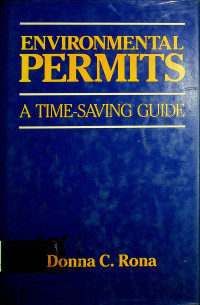 ENVIRONMENTAL
PERMITS
A TIME-SAVING GUIDE
Donna C. Rona